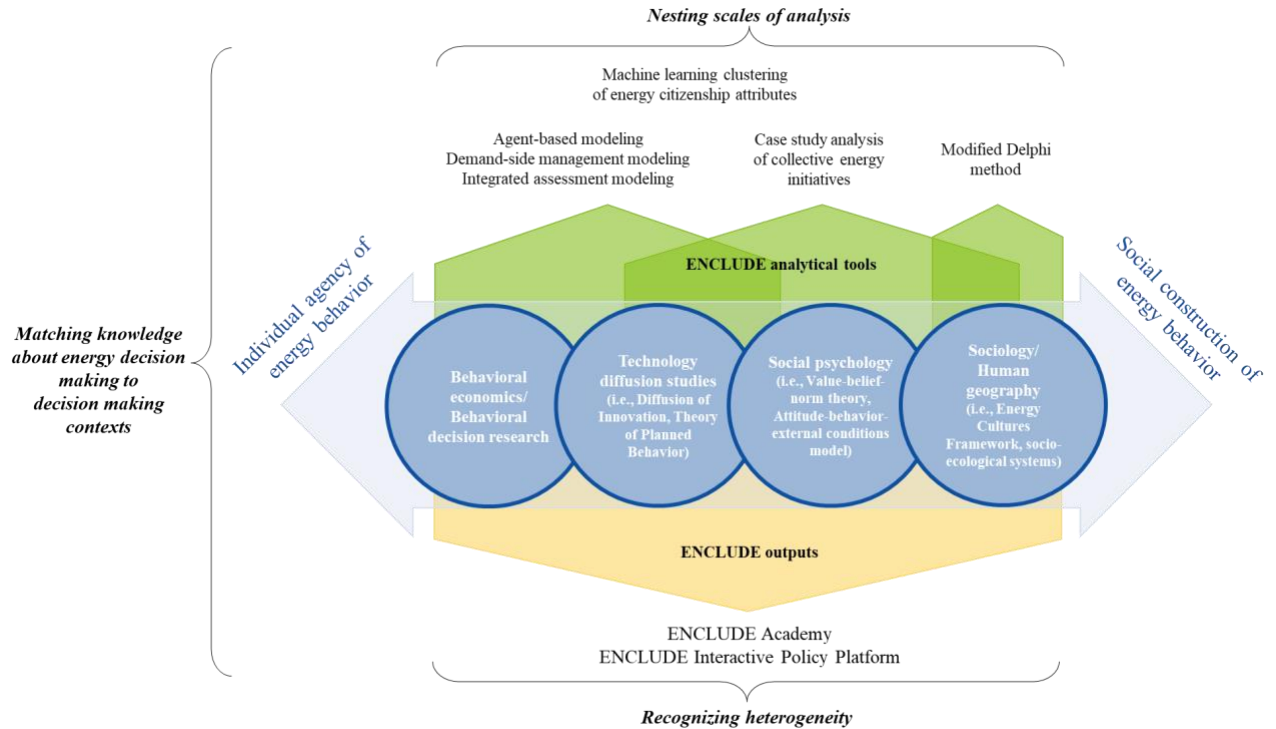 Nesting scales of analysis
Machine learning clustering
of energy citizenship attributes
Agent-based modeling
Demand-side management modeling
Integrated assessment modeling
Case study analysis
of collective energy
initiatives
Modified Delphi
method
ENCLUDE analytical tools
Matching knowledge
about energy decision
making to
decision making
contexts
Individual agency of
energy behavior
Behavioral
economics/
Behavioral
decision research
Technology
diffusion studies
(i.e., Diffusion of
Innovation, Theory
of Planned
Behavior)
Social psychology
(i.e., Value-belief-
norm theory,
Attitude-behavior-
external conditions
model)
Sociology/
Human
geography
(i.e., Energy
Cultures
Framework, socio-
ecological systems)
Social construction of
energy behavior
ENCLUDE outputs
ENCLUDE Academy
ENCLUDE Interactive Policy Platform
Recognizing heterogeneity